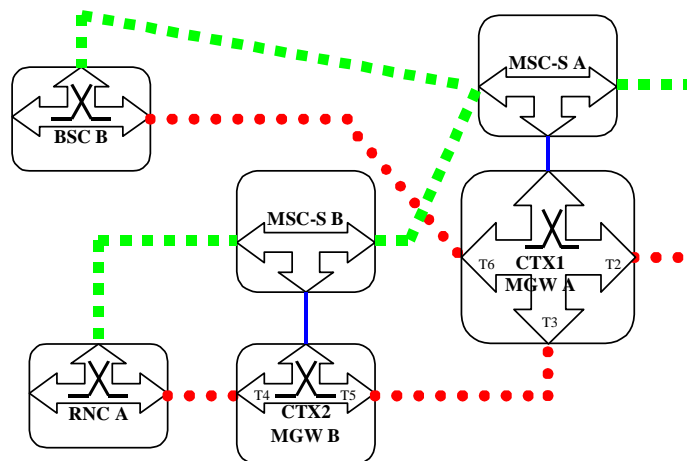 MSC-S A
BSC B
MSC-S B
T6
CTX1
T2
MGW A
T3
T4
T5
CTX2
RNC A
MGW B